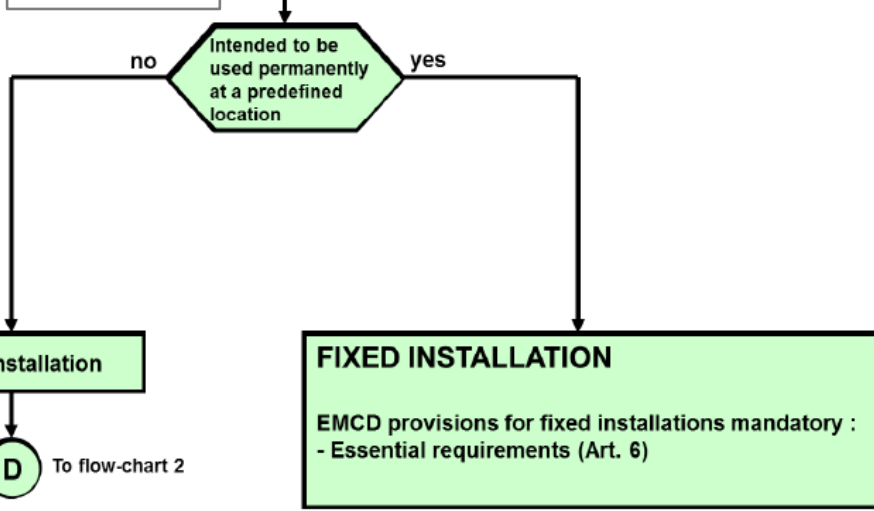 Intended to be
used permanently
at a predefined
location
no
yes
nstallation
FIXED INSTALLATION
EMCD provisions for fixed installations mandatory :
- Essential requirements (Art. 6)
D
To flow-chart 2